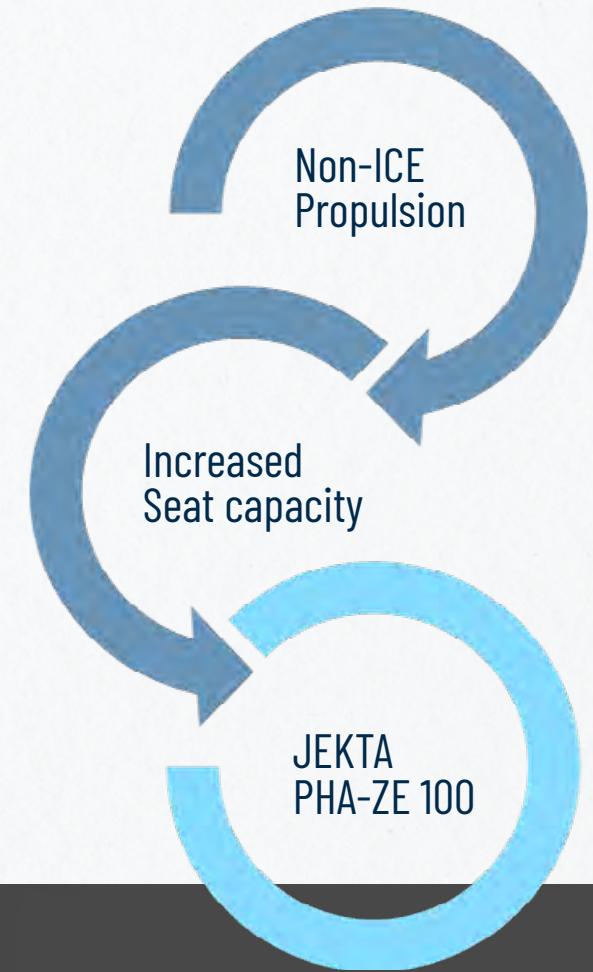 Non-ICE
Propulsion
Increased
Seat capacity
JEKTA
PHA-ZE 100